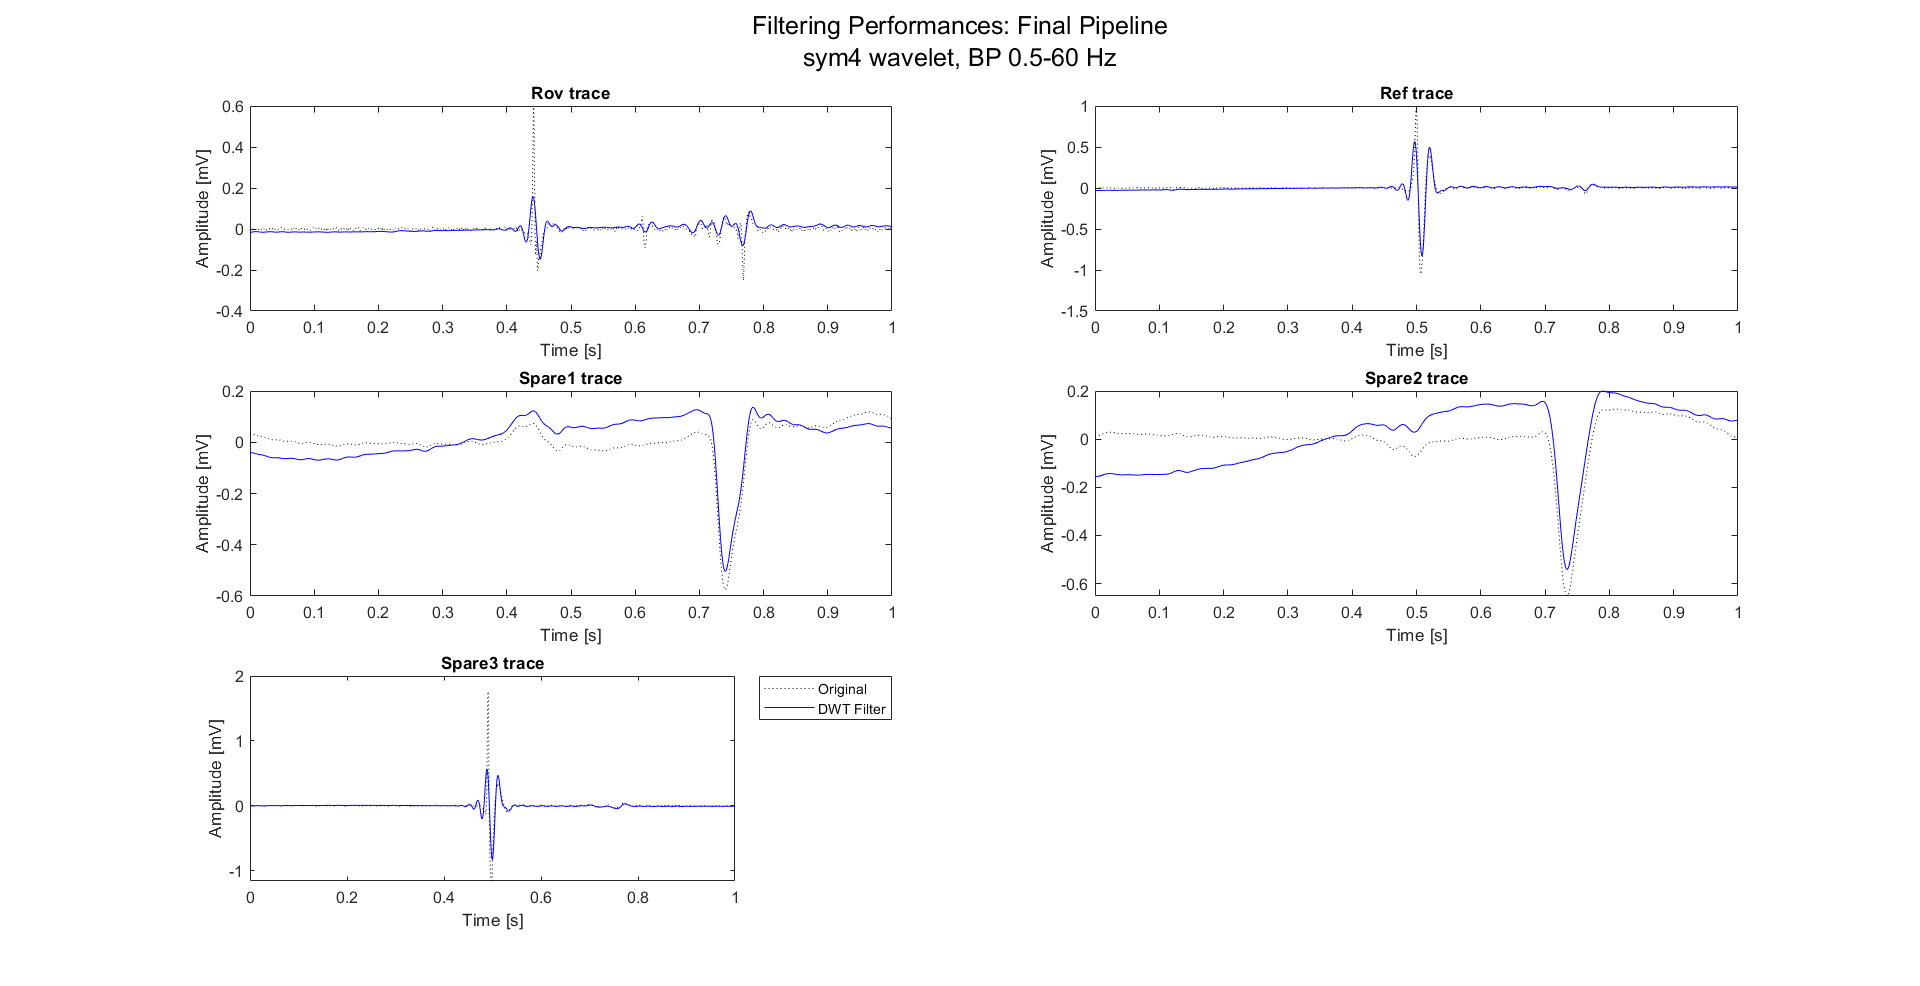 Filtering Performances: Final Pipeline
sym4 wavelet, BP 0.5-60 Hz
Rov trace
0.6
0.4
0.2
0
-0.2
-0.4
Amplitude [mV]
0 0.1 0.2 0.3 0.4 0.5 0.6 0.7 0.8 0.9 1
Time [s]
Ref trace
1
0.5
0
-0.5
-1
-1.5
Amplitude [mV]
0 0.1 0.2 0.3 0.4 0.5 0.6 0.7 0.8 0.9 1
Time [s]
Spare1 trace
0.2
0
-0.2
-0.4
-0.6
Amplitude [mV]
0 0.1 0.2 0.3 0.4 0.5 0.6 0.7 0.8 0.9 1
Time [s]
Spare2 trace
0.2
0
-0.2
-0.4
-0.6
Amplitude [mV]
0 0.1 0.2 0.3 0.4 0.5 0.6 0.7 0.8 0.9 1
Time [s]
Spare3 trace
2
1
0
-1
Amplitude [mV]
0 0.2 0.4 0.6 0.8 1
Time [s]
Original
DWT Filter